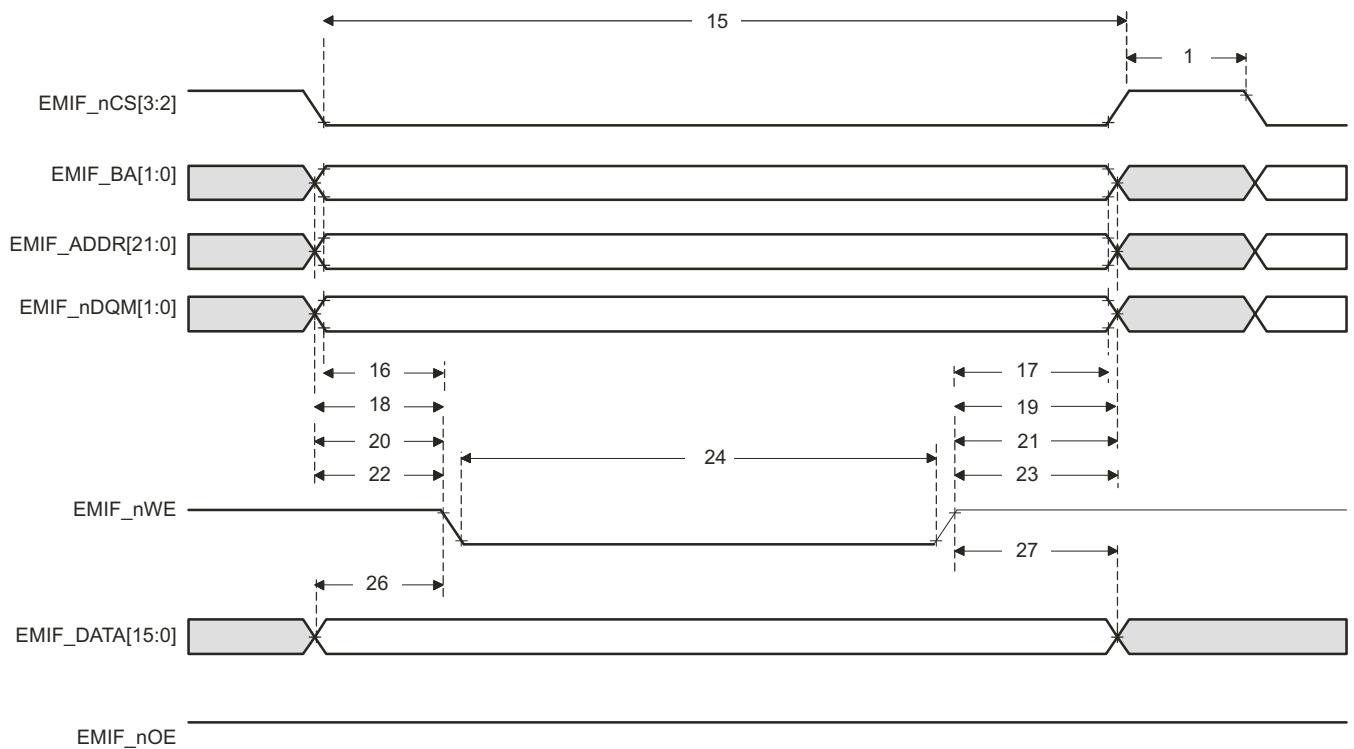 15
1
EMIF_nCS[3:2]
EMIF_BA[1:0]
EMIF_ADDR[21:0]
EMIF_nDQM[1:0]
16 17
18 19
20 21
24
22 23
EMIF_nWE
27
26
EMIF_DATA[15:0]
EMIF_nOE